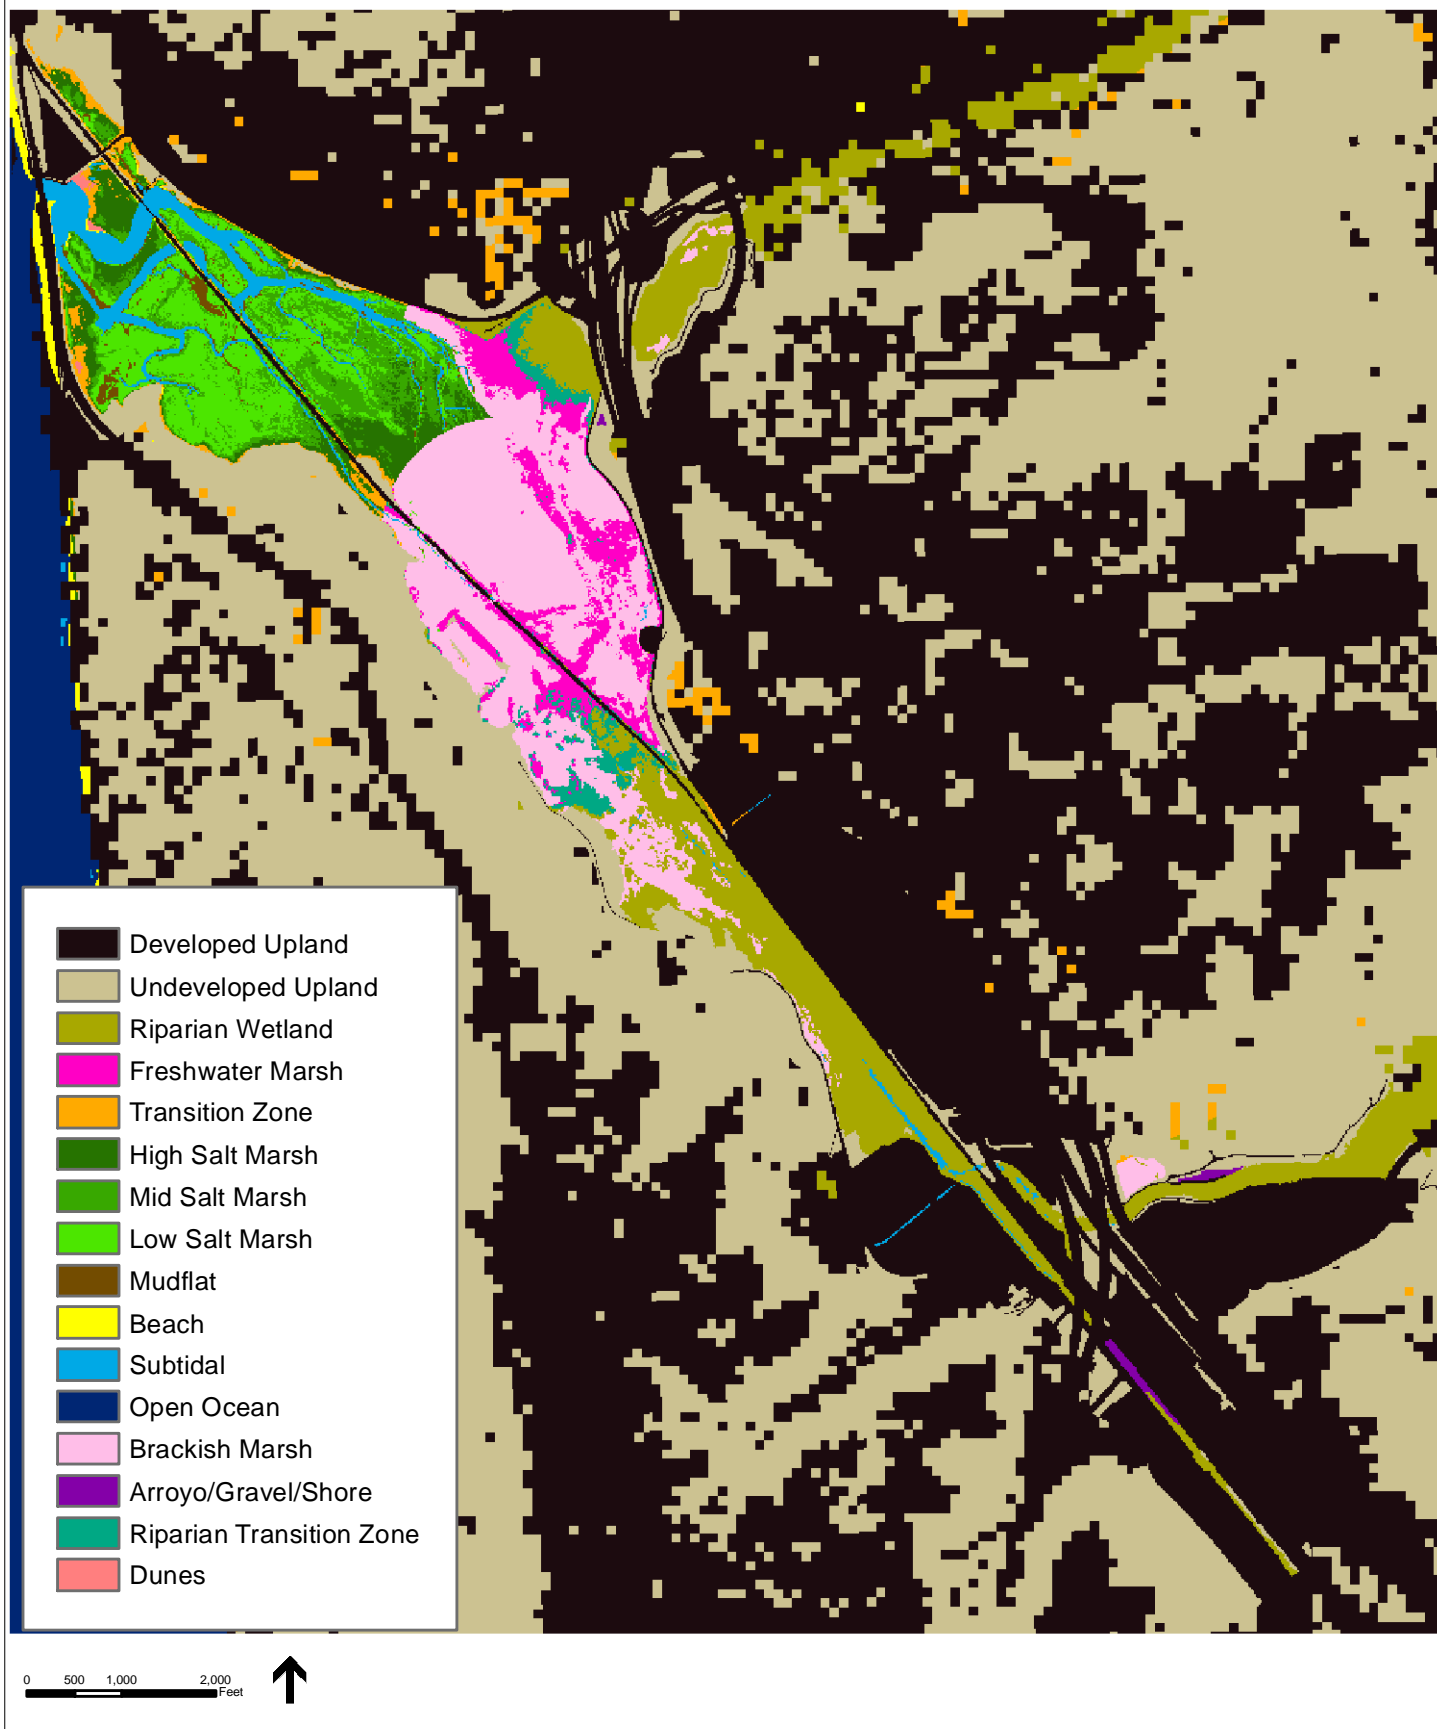 Developed Upland
Undeveloped Upland
Riparian Wetland
Freshwater Marsh
Transition Zone
High Salt Marsh
Mid Salt Marsh
Low Salt Marsh
Mudflat
Beach
Subtidal
Open Ocean
Brackish Marsh
Arroyo/Gravel/Shore
Riparian Transition Zone
Dunes
0 500 1,000 2,000
Feet